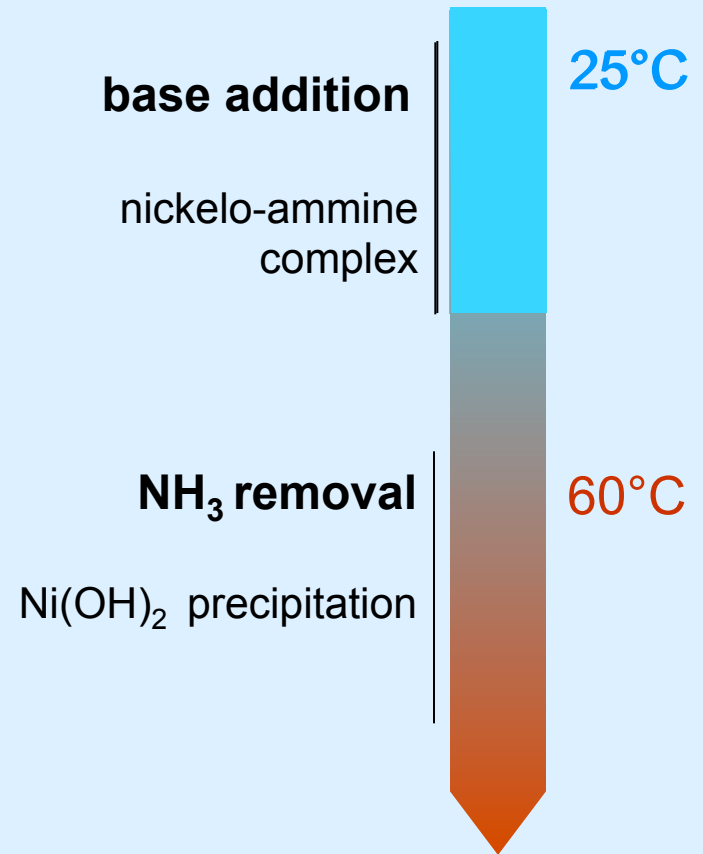 base addition
25°C
nickelo-ammine
complex
NH₃ removal
60°C
Ni(OH)₂ precipitation